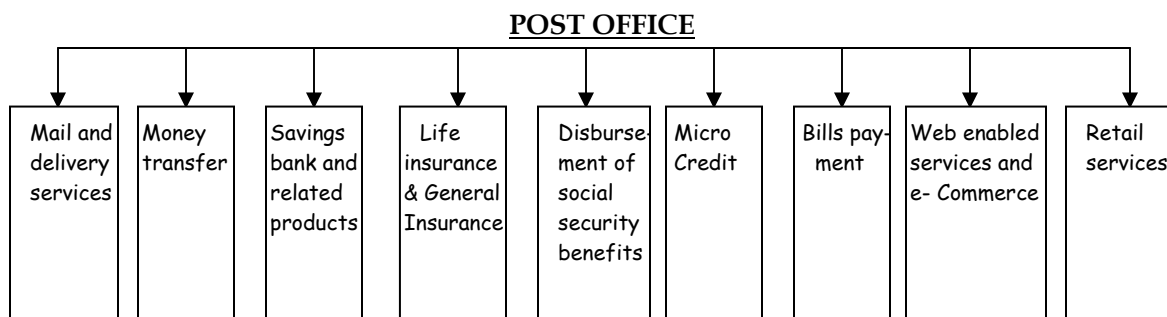 POST OFFICE
Mail and
delivery
services
Money
transfer
Savings
bank and
related
products
Life
insurance
& General
Insurance
Disburse-
ment of
social
security
benefits
Micro
Credit
Bills pay-
ment
Web enabled
services and
e- Commerce
Retail
services